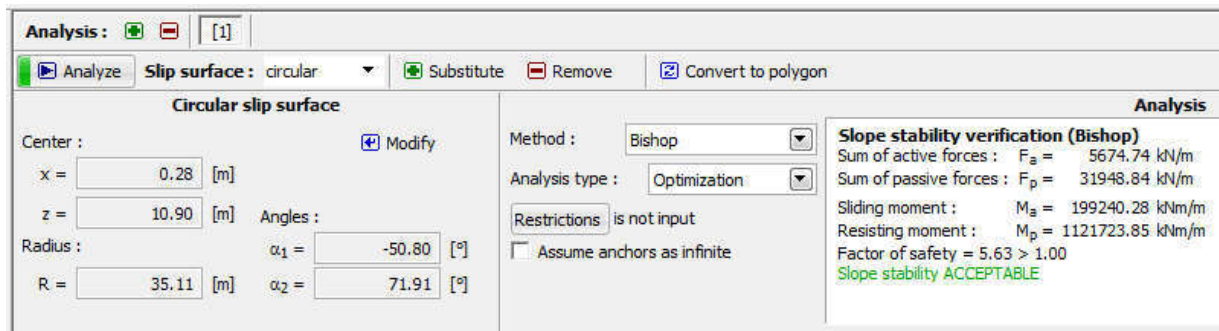 Analysis : [1]
Analyze Slip surface : circular Substitute Remove Convert to polygon
Circular slip surface
Center :
Modify
x = 0.28 [m]
z = 10.90 [m]
Angles :
Radius :
α1 = -50.80 [°]
R = 35.11 [m]
α2 = 71.91 [°]
Method : Bishop
Analysis type : Optimization
Restrictions is not input
Assume anchors as infinite
Analysis
Slope stability verification (Bishop)
Sum of active forces : Fa = 5674.74 kN/m
Sum of passive forces : Fp = 31948.84 kN/m
Sliding moment : Ma = 199240.28 kNm/m
Resisting moment : Mp = 1121723.85 kNm/m
Factor of safety = 5.63 > 1.00
Slope stability ACCEPTABLE